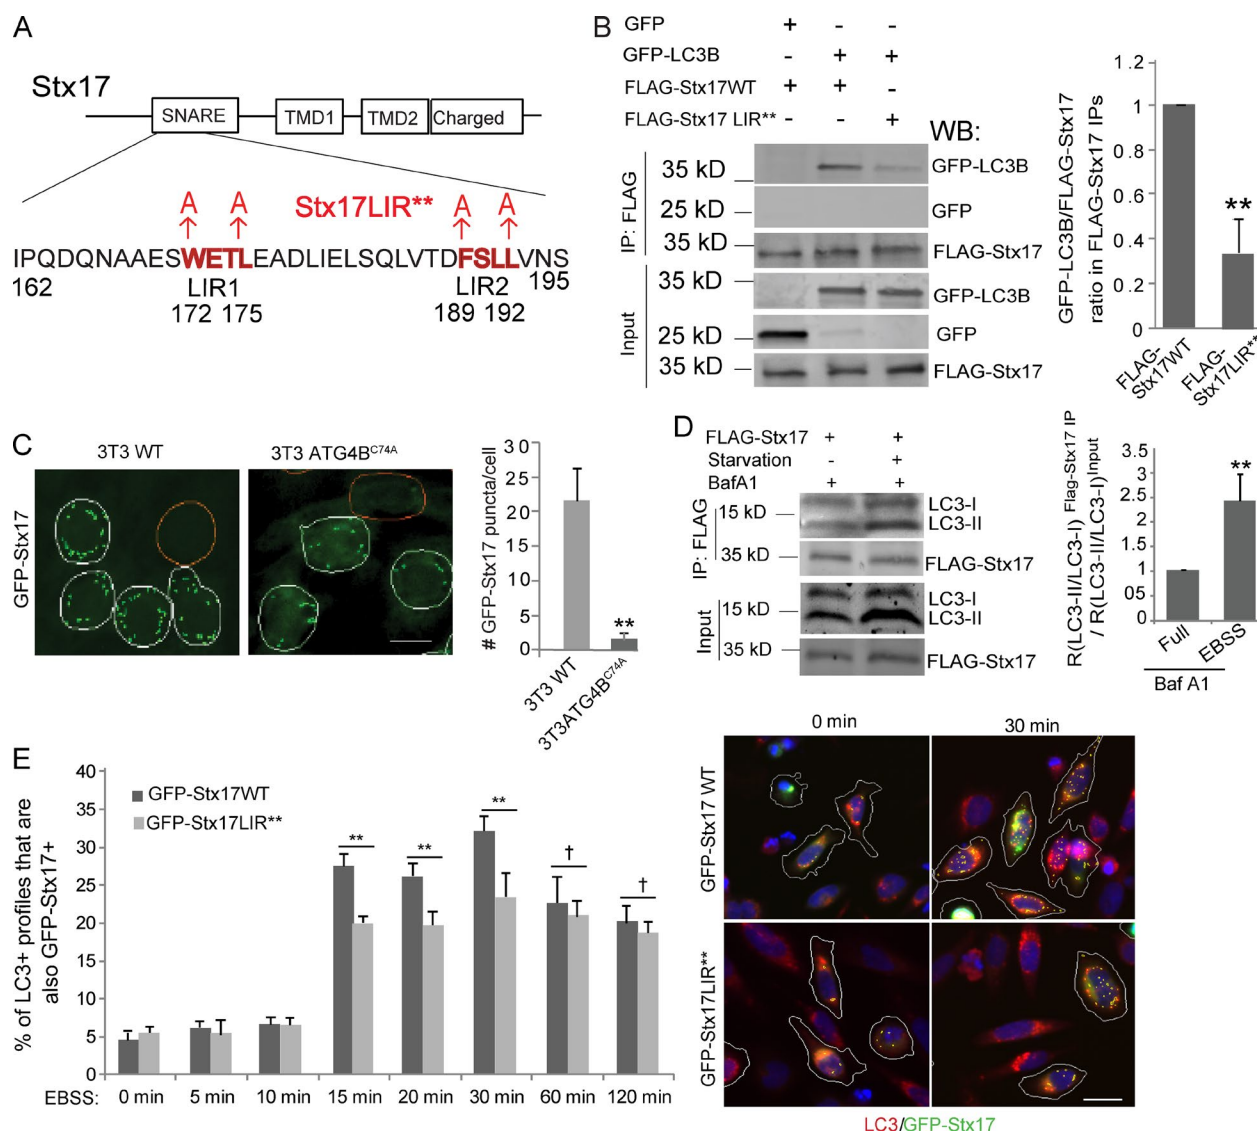 A
Stx17
SNARE
TMD1
TMD2
Charged
A A Stx17LIR** A A
IPQDQNAAESWETLEADLIELSQLVTDFSLLVNS
162 LIR1 LIR2 195
172 175 189 192
B
GFP + - -
GFP-LC3B - + +
FLAG-Stx17WT + + -
FLAG-Stx17 LIR** - - +
WB:
IP: FLAG
35 kD GFP-LC3B
25 kD GFP
35 kD FLAG-Stx17
Input
35 kD GFP-LC3B
25 kD GFP
35 kD FLAG-Stx17
GFP-LC3B/FLAG-Stx17
ratio in FLAG-Stx17 IPs
1.2
1
0.8
0.6
0.4
0.2
0
**
FLAG-
Stx17WT
FLAG-
Stx17LIR**
C
3T3 WT
3T3 ATG4BC74A
GFP-Stx17
# GFP-Stx17 puncta/cell
30
25
20
15
10
5
0
**
3T3 WT
3T3ATG4BC74A
D
FLAG-Stx17 + +
Starvation - +
BafA1 + +
IP: FLAG
15 kD
LC3-I
LC3-II
35 kD
FLAG-Stx17
Input
15 kD
LC3-I
LC3-II
35 kD
FLAG-Stx17
R(LC3-II/LC3-I)Flag-Stx17 IP
/ R(LC3-II/LC3-I)Input
3.5
3
2.5
2
1.5
1
05
0
**
Full
EBSS
Baf A1
E
% of LC3+ profiles that are
also GFP-Stx17+
40
35
30
25
20
15
10
5
0
GFP-Stx17WT
GFP-Stx17LIR**
** ** ** † †
EBSS: 0 min 5 min 10 min 15 min 20 min 30 min 60 min 120 min
0 min 30 min
GFP-Stx17 WT
GFP-Stx17LIR**
LC3/GFP-Stx17